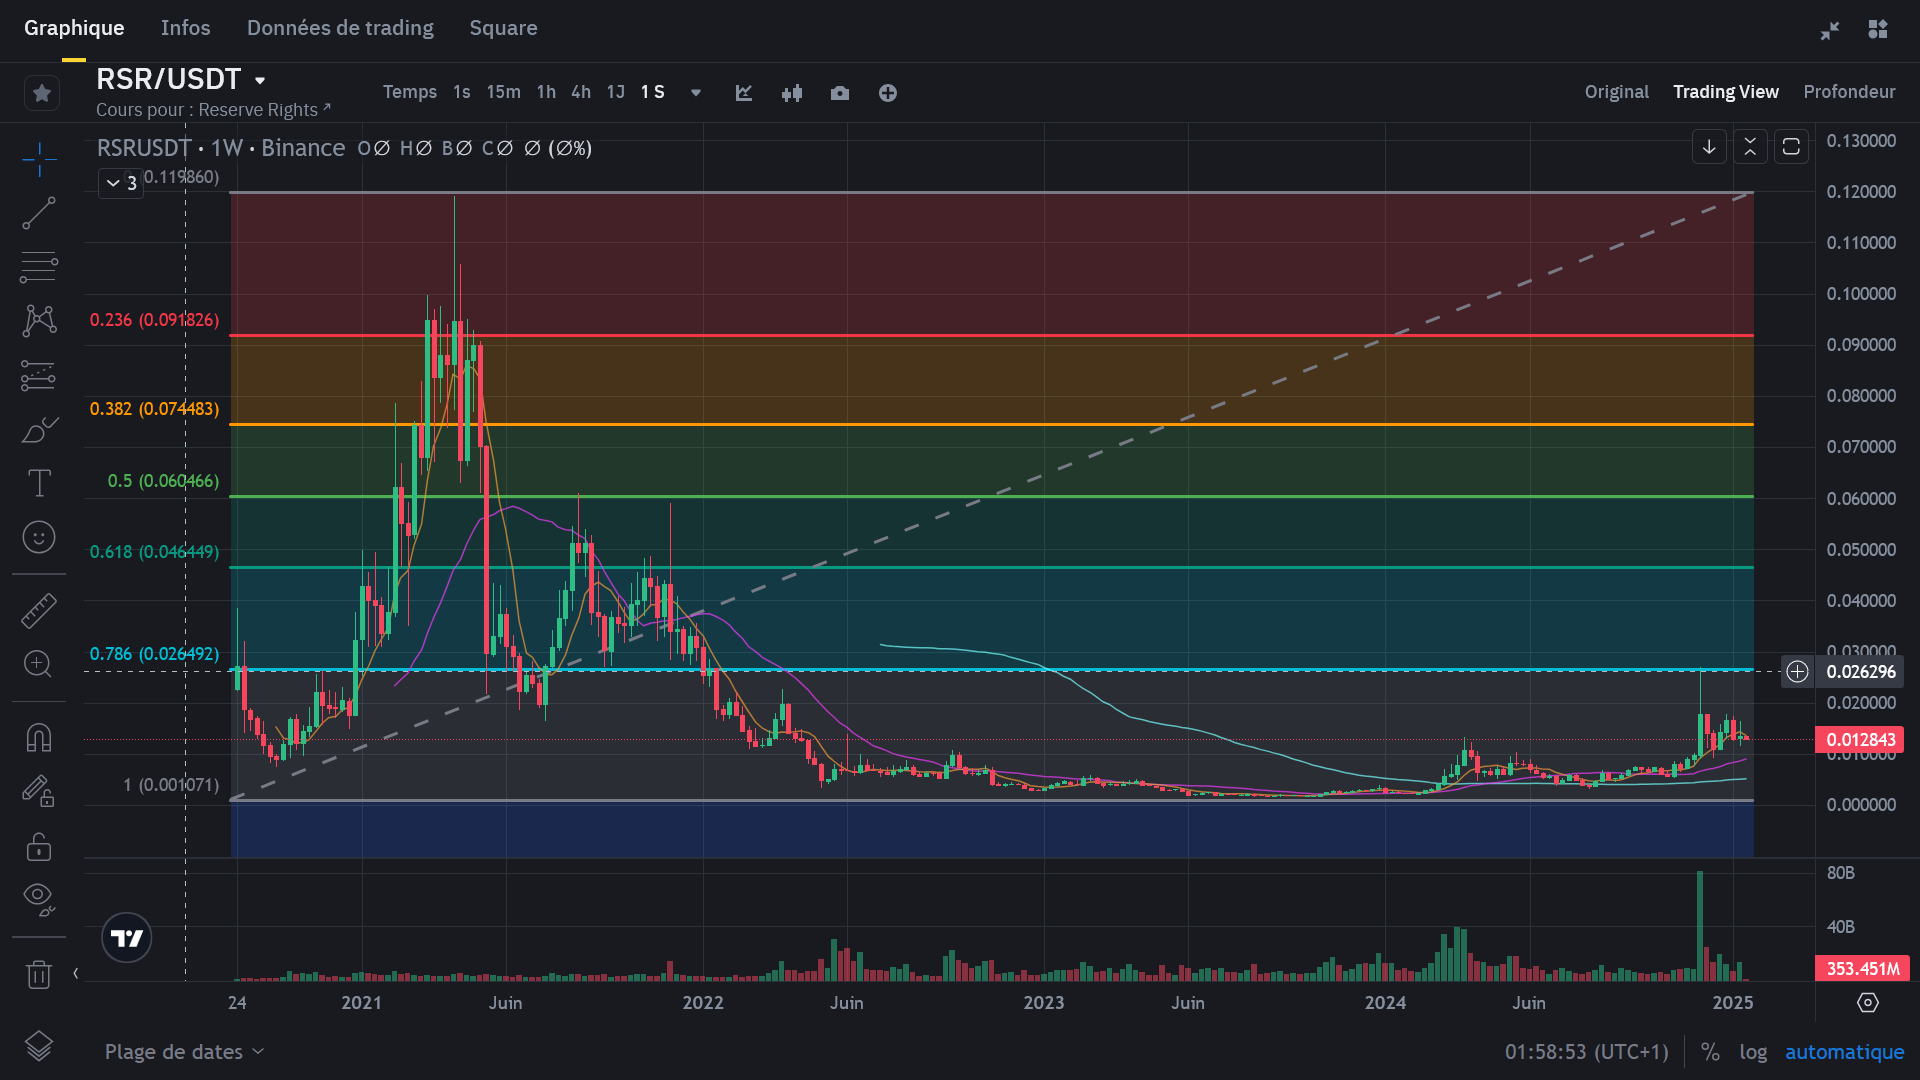 Graphique Infos Données de trading Square
RSR/USDT
Cours pour : Reserve Rights
Temps 1s 15m 1h 4h 1J 1 S
Original Trading View Profondeur
RSRUSDT · 1W · Binance O∅ H∅ B∅ C∅ ∅ (∅%)
3
0 (0.119860)
0.236 (0.091826)
0.382 (0.074483)
0.5 (0.060466)
0.618 (0.046449)
0.786 (0.026492)
1 (0.001071)
0.130000
0.120000
0.110000
0.100000
0.090000
0.080000
0.070000
0.060000
0.050000
0.040000
0.030000
0.026296
0.020000
0.012843
0.010000
0.000000
80B
40B
353.451M
24 2021 Juin 2022 Juin 2023 Juin 2024 Juin 2025
Plage de dates
01:58:53 (UTC+1) % log automatique